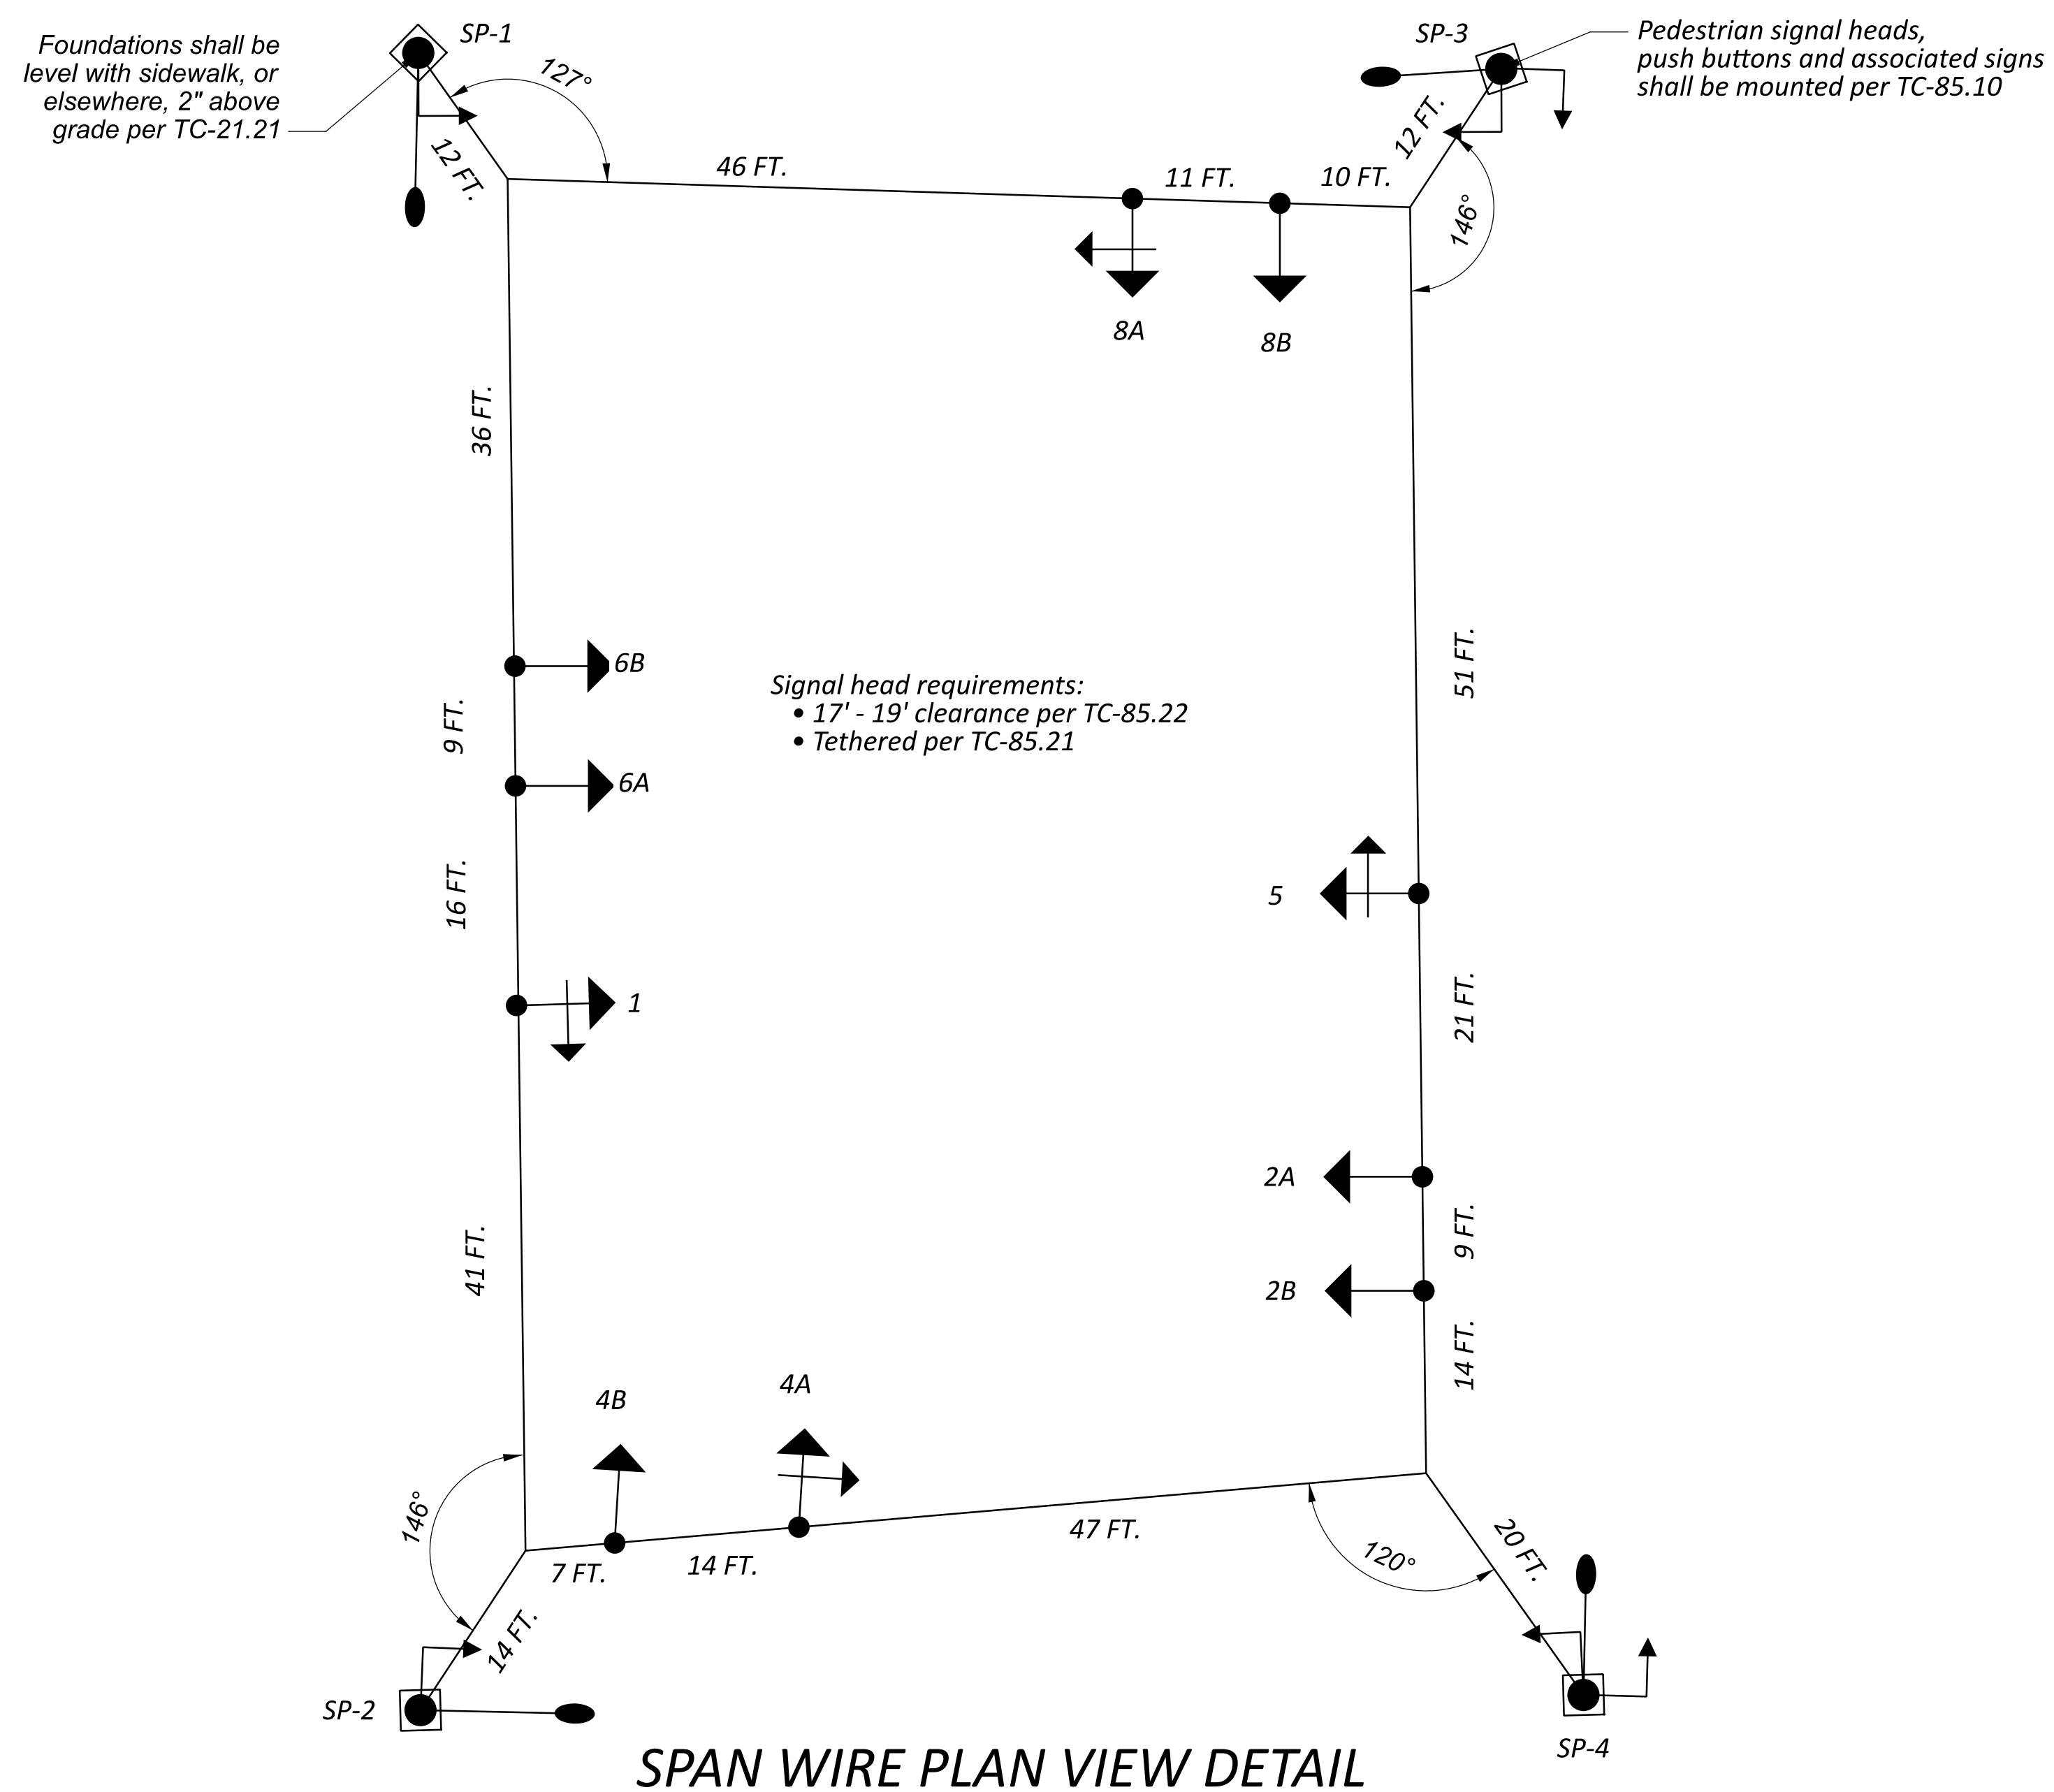 Foundations shall be
level with sidewalk, or
elsewhere, 2" above
grade per TC-21.21
SP-1
127°
12 FT.
46 FT.
11 FT.
10 FT.
12 FT.
SP-3
Pedestrian signal heads,
push buttons and associated signs
shall be mounted per TC-85.10
146°
8A
8B
36 FT.
6B
9 FT.
6A
16 FT.
1
41 FT.
Signal head requirements:
• 17' - 19' clearance per TC-85.22
• Tethered per TC-85.21
51 FT.
5
21 FT.
2A
9 FT.
2B
14 FT.
4B
4A
146°
7 FT.
14 FT.
47 FT.
120°
20 FT.
14 FT.
SP-2
SP-4
SPAN WIRE PLAN VIEW DETAIL